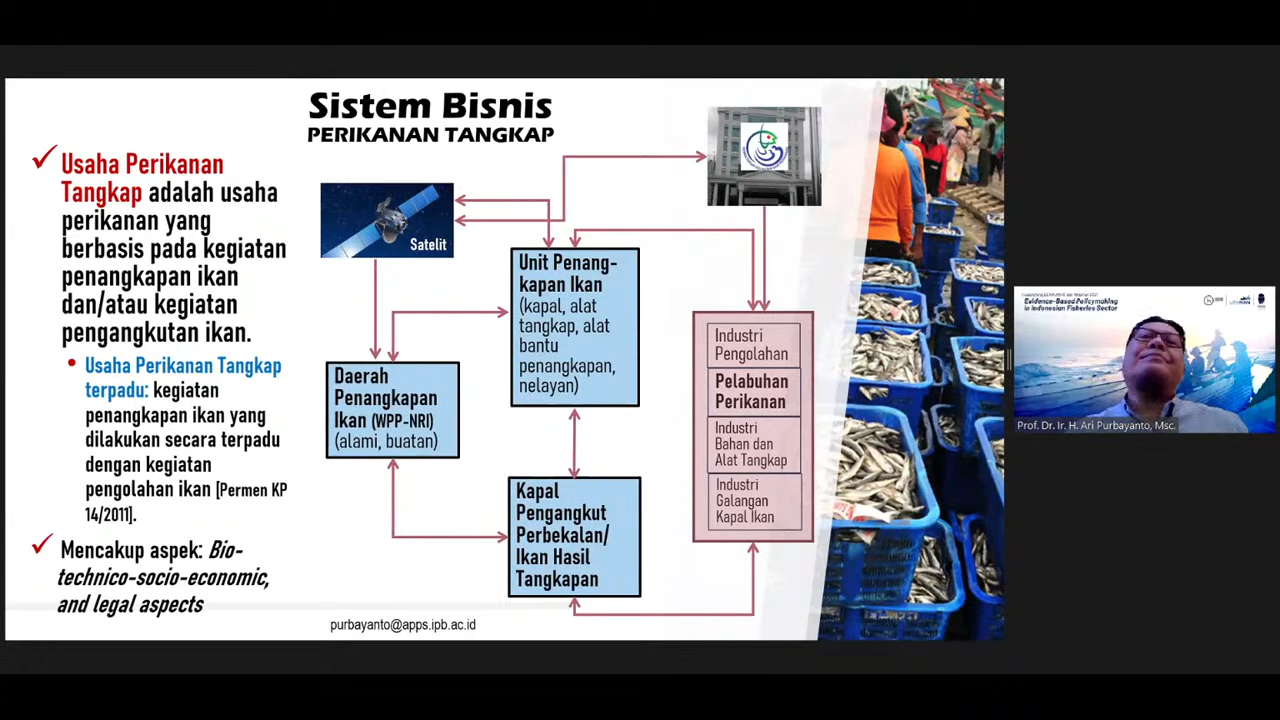 Sistem Bisnis
PERIKANAN TANGKAP
Usaha Perikanan
Tangkap adalah usaha
perikanan yang
berbasis pada kegiatan
penangkapan ikan
dan/atau kegiatan
pengangkutan ikan.
Usaha Perikanan Tangkap
terpadu: kegiatan
penangkapan ikan yang
dilakukan secara terpadu
dengan kegiatan
pengolahan ikan [Permen KP
14/2011].
Mencakup aspek: Bio-
technico-socio-economic,
and legal aspects
Satelit
Unit Penang-
kapan Ikan
(kapal, alat
tangkap, alat
bantu
penangkapan,
nelayan)
Daerah
Penangkapan
Ikan (WPP-NRI)
(alami, buatan)
Kapal
Pengangkut
Perbekalan/
Ikan Hasil
Tangkapan
Industri
Pengolahan
Pelabuhan
Perikanan
Industri
Bahan dan
Alat Tangkap
Industri
Galangan
Kapal Ikan
purbayanto@apps.ipb.ac.id
Evidence-Based Policymaking
in Indonesian Fisheries Sector
Prof. Dr. Ir. H. Ari Purbayanto, Msc.